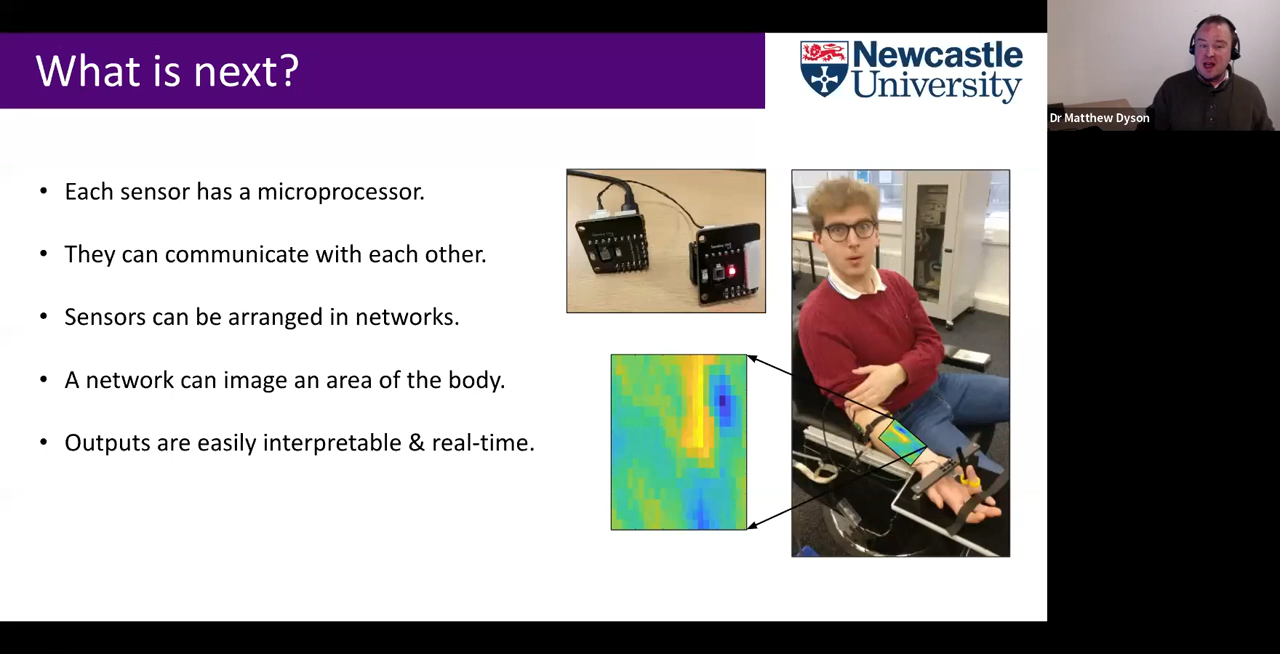 What is next?
Newcastle
University
Dr Matthew Dyson
• Each sensor has a microprocessor.
• They can communicate with each other.
• Sensors can be arranged in networks.
• A network can image an area of the body.
• Outputs are easily interpretable & real-time.